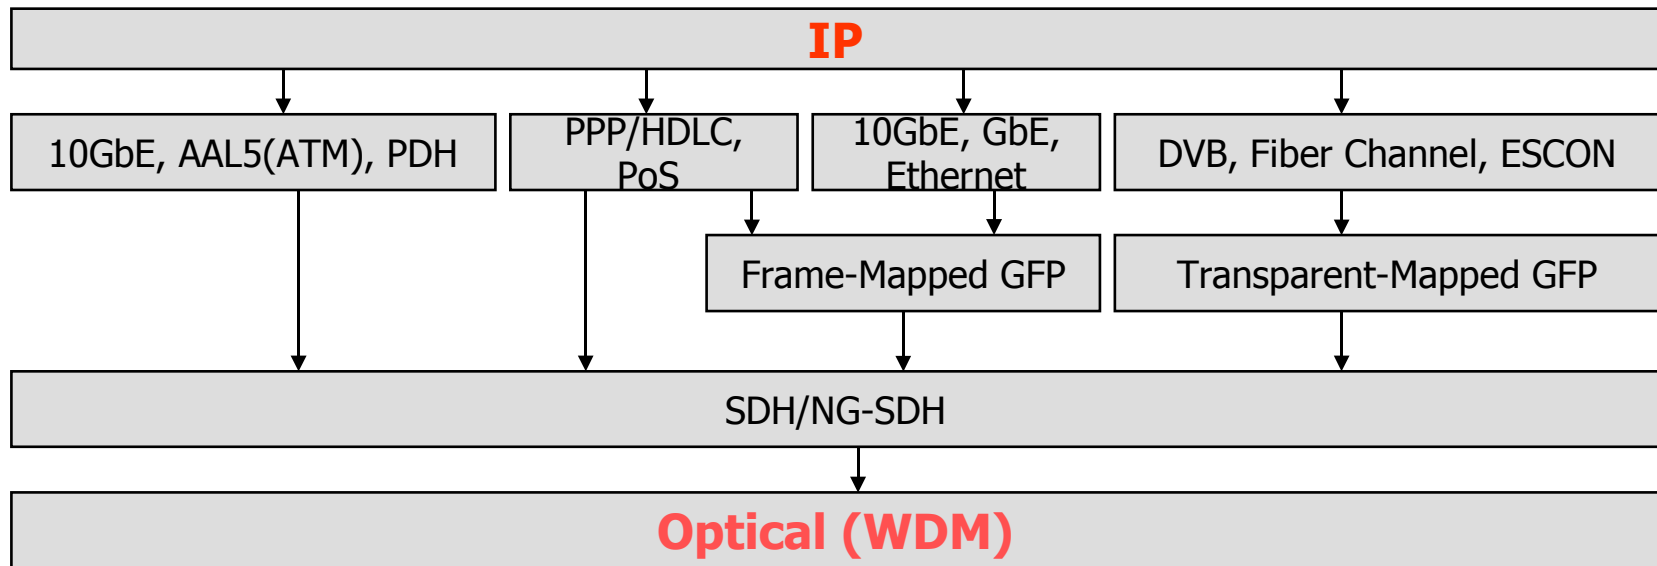 IP
10GbE, AAL5(ATM), PDH
PPP/HDLC,
PoS
10GbE, GbE,
Ethernet
DVB, Fiber Channel, ESCON
Frame-Mapped GFP
Transparent-Mapped GFP
SDH/NG-SDH
Optical (WDM)